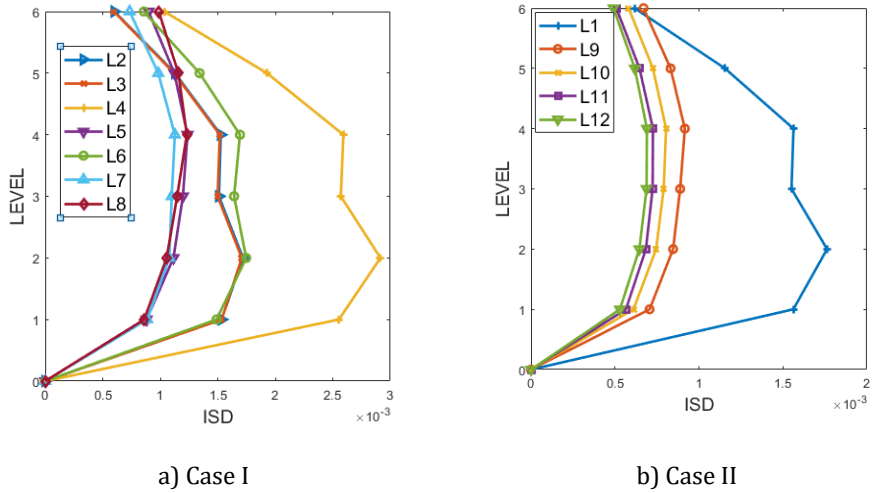 6
5
4
3
2
1
0
LEVEL
L2
L3
L4
L5
L6
L7
L8
0 0.5 1 1.5 2 2.5 3
ISD
×10⁻³
a) Case I
6
5
4
3
2
1
0
LEVEL
L1
L9
L10
L11
L12
0 0.5 1 1.5 2
ISD
×10⁻³
b) Case II